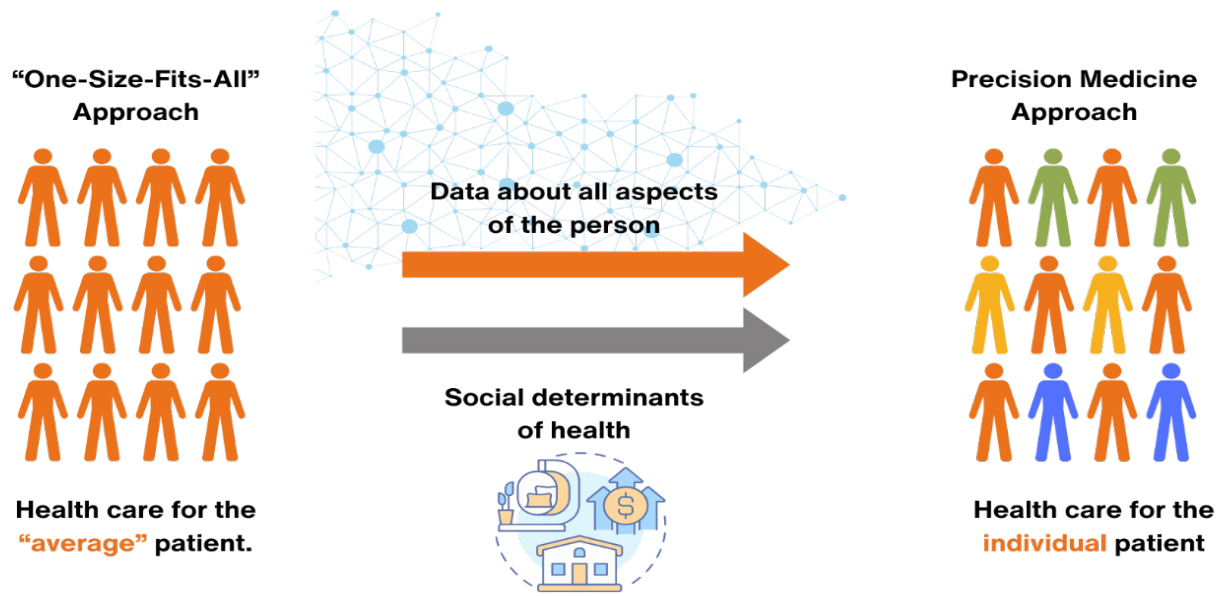 “One-Size-Fits-All”
Approach
Health care for the
“average” patient.
Data about all aspects
of the person
Social determinants
of health
$
Precision Medicine
Approach
Health care for the
individual patient